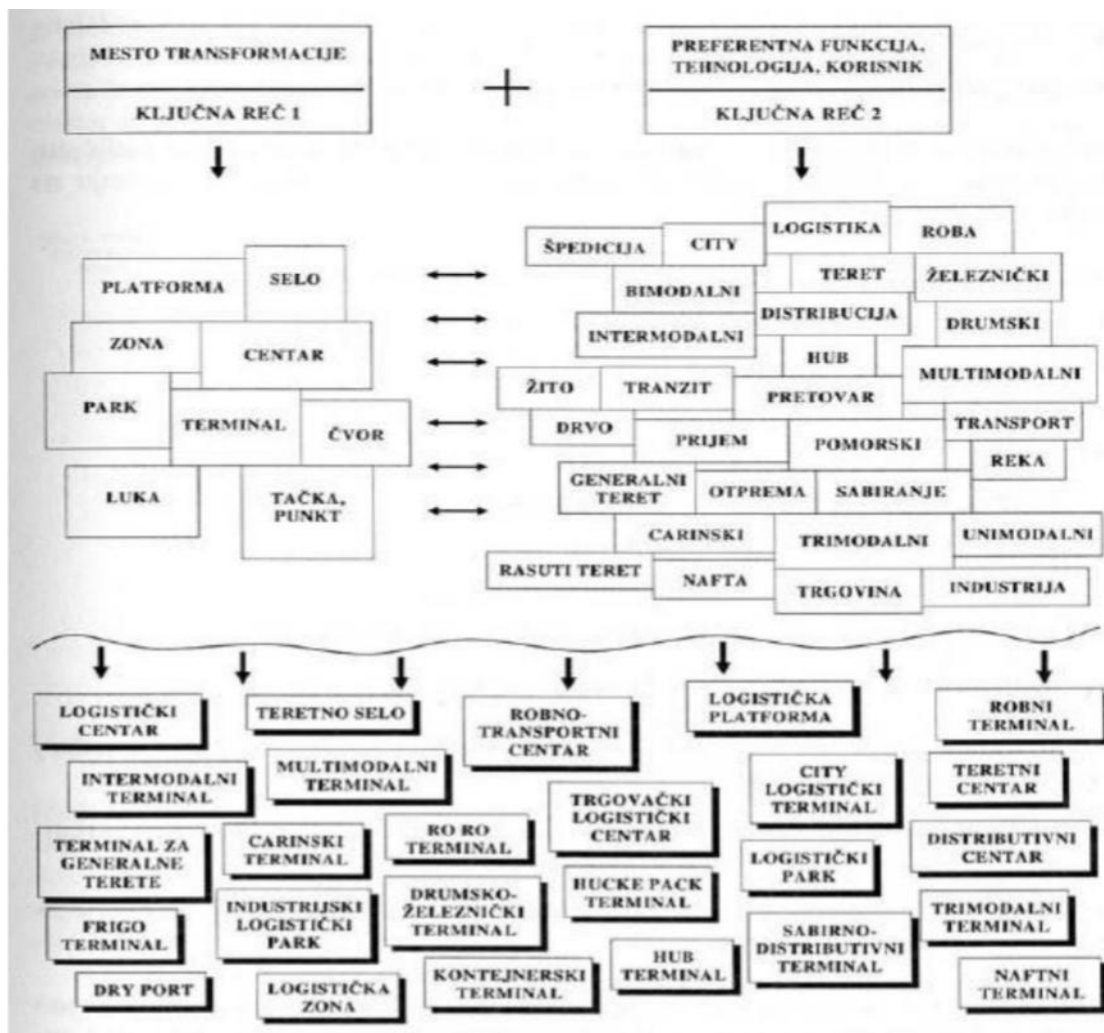 MESTO TRANSFORMACIJE
KLJUČNA REČ 1
+
PREFERENTNA FUNKCIJA,
TEHNOLOGIJA, KORISNIK
KLJUČNA REČ 2
PLATFORMA
SELO
ZONA
CENTAR
PARK
TERMINAL
ČVOR
LUKA
TAČKA,
PUNKT
ŠPEDICIJA
CITY
LOGISTIKA
ROBA
BIMODALNI
TERET
ŽELEZNIČKI
INTERMODALNI
DISTRIBUCIJA
DRUMSKI
HUB
MULTIMODALNI
ŽITO
TRANZIT
PRETOVAR
TRANSPORT
DRVO
PRIJEM
POMORSKI
REKA
GENERALNI
TERET
OTPREMA
SABIRANJE
CARINSKI
TRIMODALNI
UNIMODALNI
RASUTI TERET
NAFTA
TRGOVINA
INDUSTRIJA
LOGISTIČKI
CENTAR
TERETNO SELO
ROBNO-
TRANSPORTNI
CENTAR
LOGISTIČKA
PLATFORMA
ROBNI
TERMINAL
INTERMODALNI
TERMINAL
MULTIMODALNI
TERMINAL
TRGOVAČKI
LOGISTIČKI
CENTAR
CITY
LOGISTIČKI
TERMINAL
TERETNI
CENTAR
TERMINAL ZA
GENERALNE
TERETE
CARINSKI
TERMINAL
RO RO
TERMINAL
LOGISTIČKI
PARK
DISTRIBUTIVNI
CENTAR
FRIGO
TERMINAL
INDUSTRIJSKI
LOGISTIČKI
PARK
DRUMSKO-
ŽELEZNIČKI
TERMINAL
HUCKE PACK
TERMINAL
SABIRNO-
DISTRIBUTIVNI
TERMINAL
TRIMODALNI
TERMINAL
DRY PORT
LOGISTIČKA
ZONA
KONTEJNERSKI
TERMINAL
HUB
TERMINAL
NAFTNI
TERMINAL